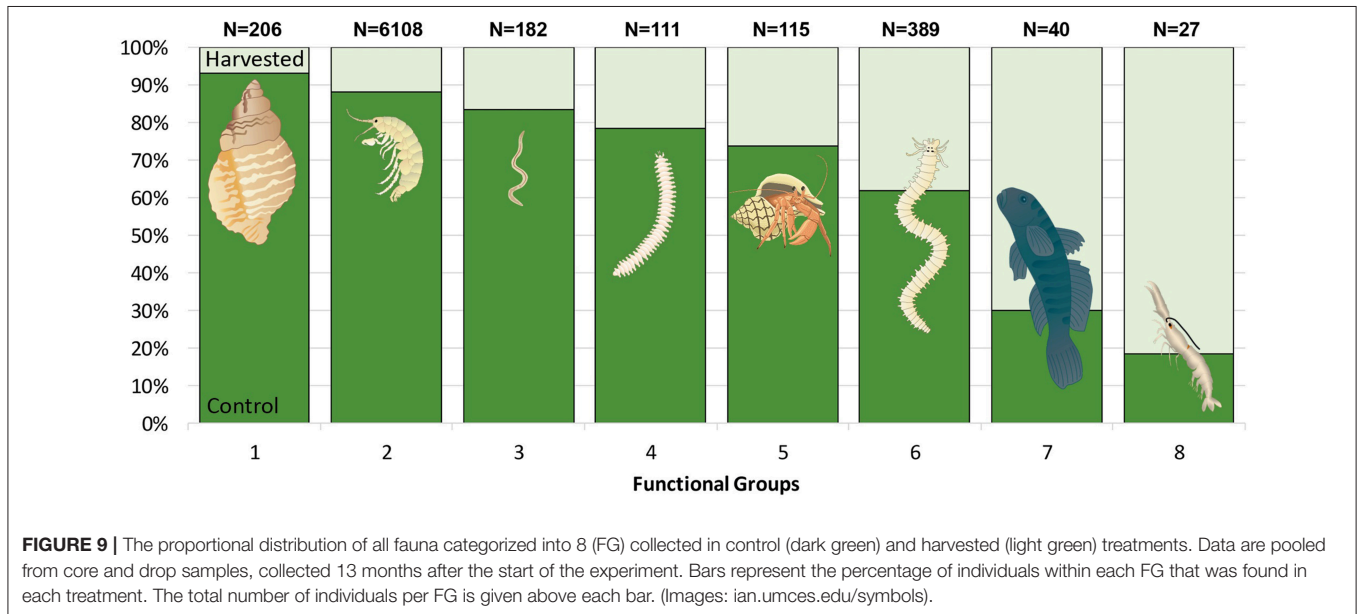 N=206 N=6108 N=182 N=111 N=115 N=389 N=40 N=27
100%
Harvested
90%
80%
70%
60%
50%
40%
30%
20%
10%
Control
0%
1 2 3 4 5 6 7 8
Functional Groups
FIGURE 9 | The proportional distribution of all fauna categorized into 8 (FG) collected in control (dark green) and harvested (light green) treatments. Data are pooled
from core and drop samples, collected 13 months after the start of the experiment. Bars represent the percentage of individuals within each FG that was found in
each treatment. The total number of individuals per FG is given above each bar. (Images: ian.umces.edu/symbols).